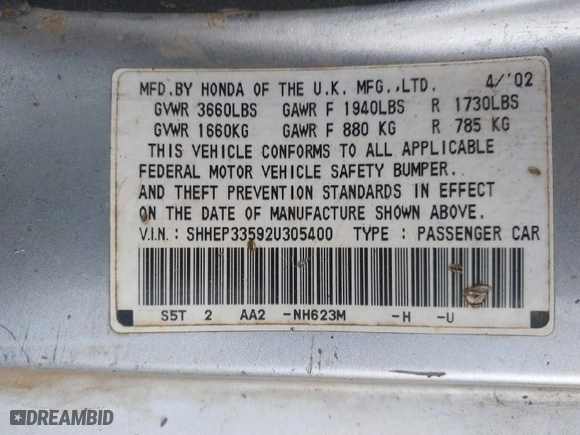 MFD.BY HONDA OF THE U.K. MFG.,LTD. 4/'02
GVWR 3660LBS GAWR F 1940LBS R 1730LBS
GVWR 1660KG GAWR F 880 KG R 785 KG
THIS VEHICLE CONFORMS TO ALL APPLICABLE
FEDERAL MOTOR VEHICLE SAFETY BUMPER..
AND THEFT PREVENTION STANDARDS IN EFFECT
ON THE DATE OF MANUFACTURE SHOWN ABOVE.
V.I.N: SHHEP33592U305400 TYPE : PASSENGER CAR
S5T 2 AA2 -NH623M -H -U
DREAMBID